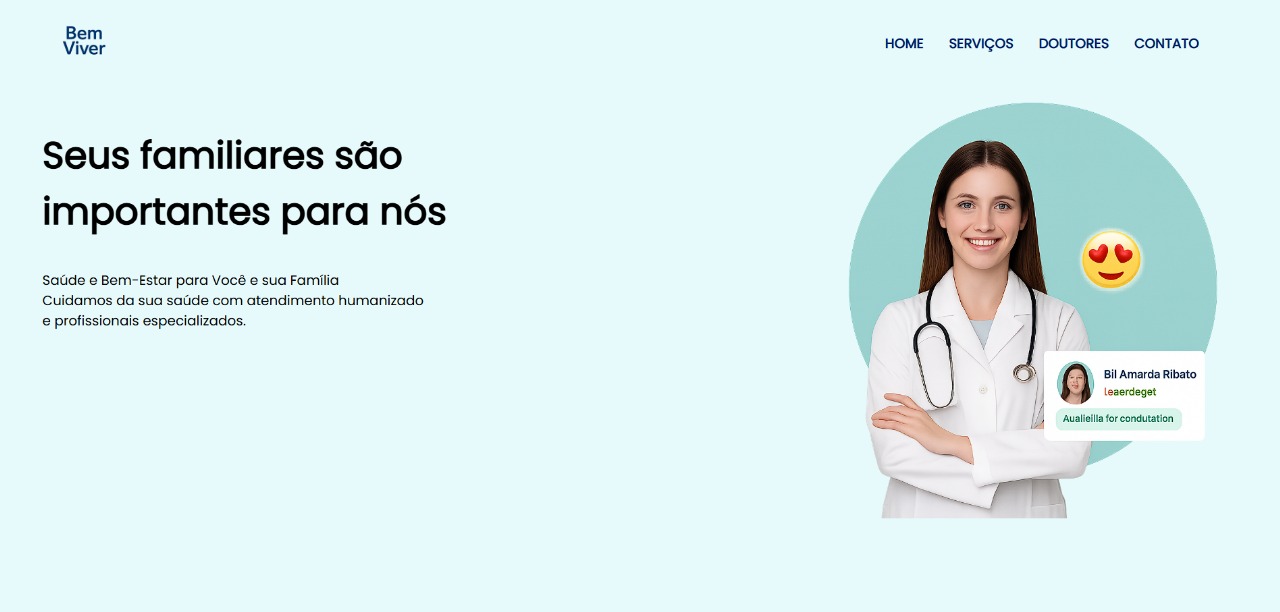 Bem
Viver
HOME SERVIÇOS DOUTORES CONTATO
Seus familiares são
importantes para nós
Saúde e Bem-Estar para Você e sua Família
Cuidamos da sua saúde com atendimento humanizado
e profissionais especializados.
Bil Amarda Ribato
leaerdeget
Aualieilla for condutation